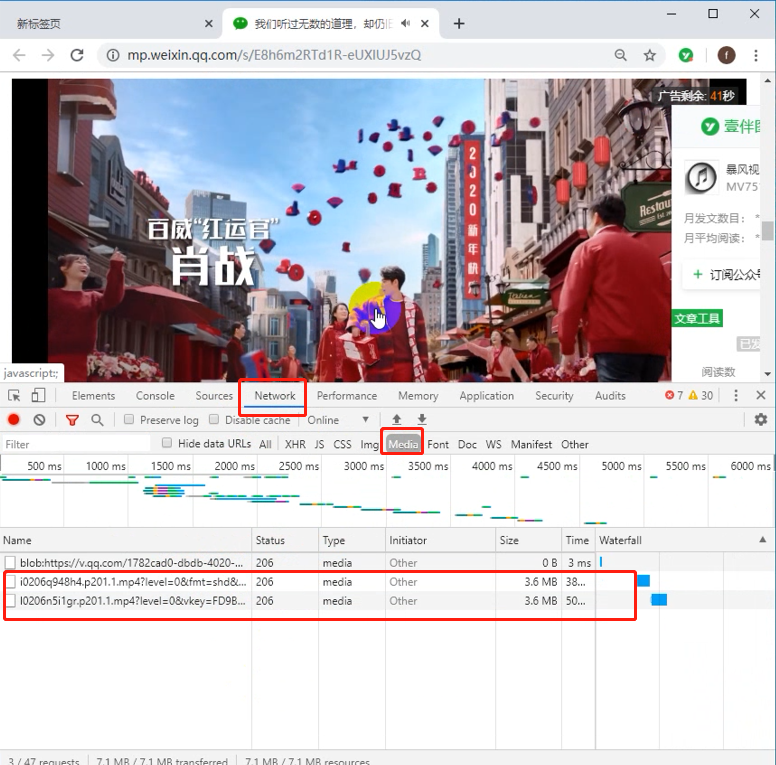 新标签页
我们听过无数的道理，却仍旧
mp.weixin.qq.com/s/E8h6m2RTd1R-eUXIUJ5vzQ
f
广告剩余: 41秒
百威“红运官”
肖战
2020新年快
Restau
Italian
壹伴图
暴风视
MV75
月发文数目： *
月平均阅读： *
+ 订阅公众号
文章工具
已发
阅读数
javascript:;
Elements Console Sources Network Performance Memory Application Security Audits 7 30
Preserve log Disable cache Online
Filter Hide data URLs All XHR JS CSS Img Media Font Doc WS Manifest Other
500 ms 1000 ms 1500 ms 2000 ms 2500 ms 3000 ms 3500 ms 4000 ms 4500 ms 5000 ms 5500 ms 6000 ms
Name Status Type Initiator Size Time Waterfall
blob:https://v.qq.com/1782cad0-dbdb-4020-... 206 media Other 0 B 3 ms
i0206q948h4.p201.1.mp4?level=0&fmt=shd&... 206 media Other 3.6 MB 38...
l0206n5i1gr.p201.1.mp4?level=0&vkey=FD9B... 206 media Other 3.6 MB 50...
3 / 47 requests 7.1 MB / 7.1 MB transferred 7.1 MB / 7.1 MB resources